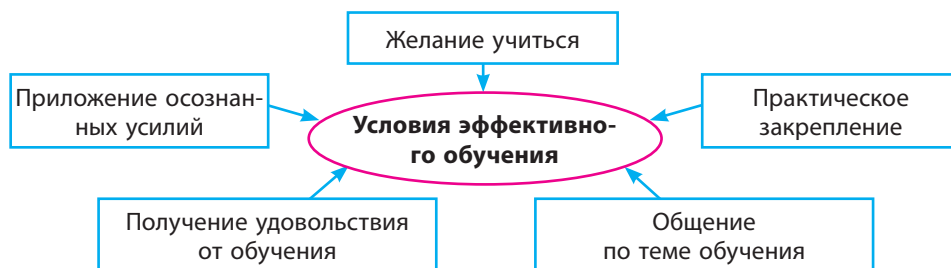 Желание учиться
Приложение осознан-
ных усилий
Условия эффективно-
го обучения
Практическое
закрепление
Получение удовольствия
от обучения
Общение
по теме обучения